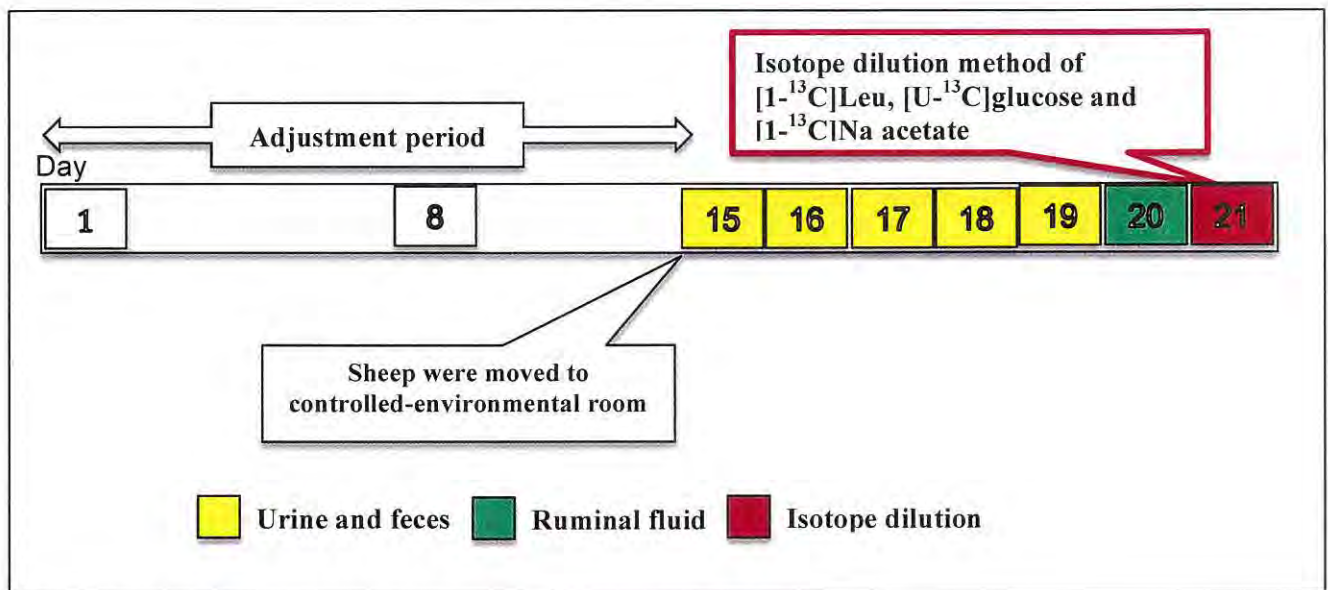 Isotope dilution method of
[1-¹³C]Leu, [U-¹³C]glucose and
[1-¹³C]Na acetate
Adjustment period
Day
1 8 15 16 17 18 19 20 21
Sheep were moved to
controlled-environmental room
Urine and feces Ruminal fluid Isotope dilution